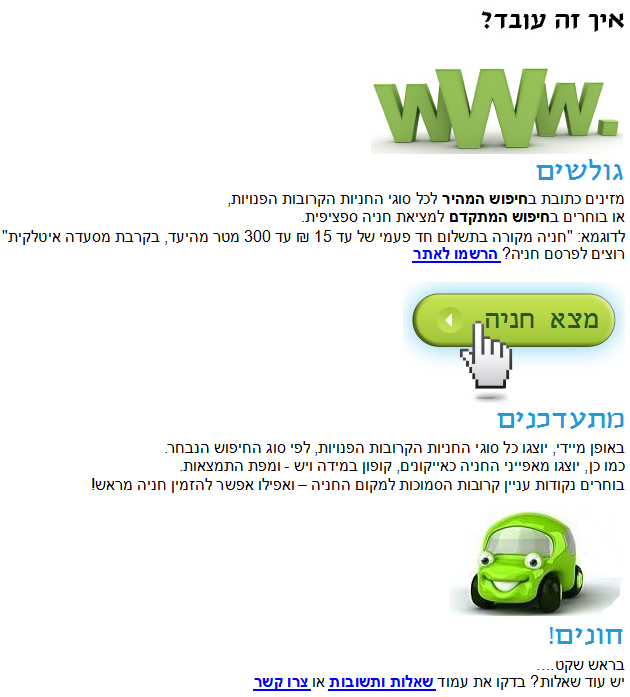 איך זה עובד?
www.
גולשים
מזינים כתובת בחיפוש המהיר לכל סוגי החניות הקרובות הפנויות,
או בוחרים בחיפוש המתקדם למציאת חניה ספציפית.
לדוגמא: "חניה מקורה בתשלום חד פעמי של עד 15 ₪ עד 300 מטר מהיעד, בקרבת מסעדה איטלקית"
רוצים לפרסם חניה? הרשמו לאתר
מצא חניה
מתעדכנים
באופן מיידי, יוצגו כל סוגי החניות הקרובות הפנויות, לפי סוג החיפוש הנבחר.
כמו כן, יוצגו מאפייני החניה כאייקונים, קופון במידה ויש - ומפת התמצאות.
בוחרים נקודות עניין קרובות הסמוכות למקום החניה – ואפילו אפשר להזמין חניה מראש!
חונים!
בראש שקט....
יש עוד שאלות? בדקו את עמוד שאלות ותשובות או צרו קשר